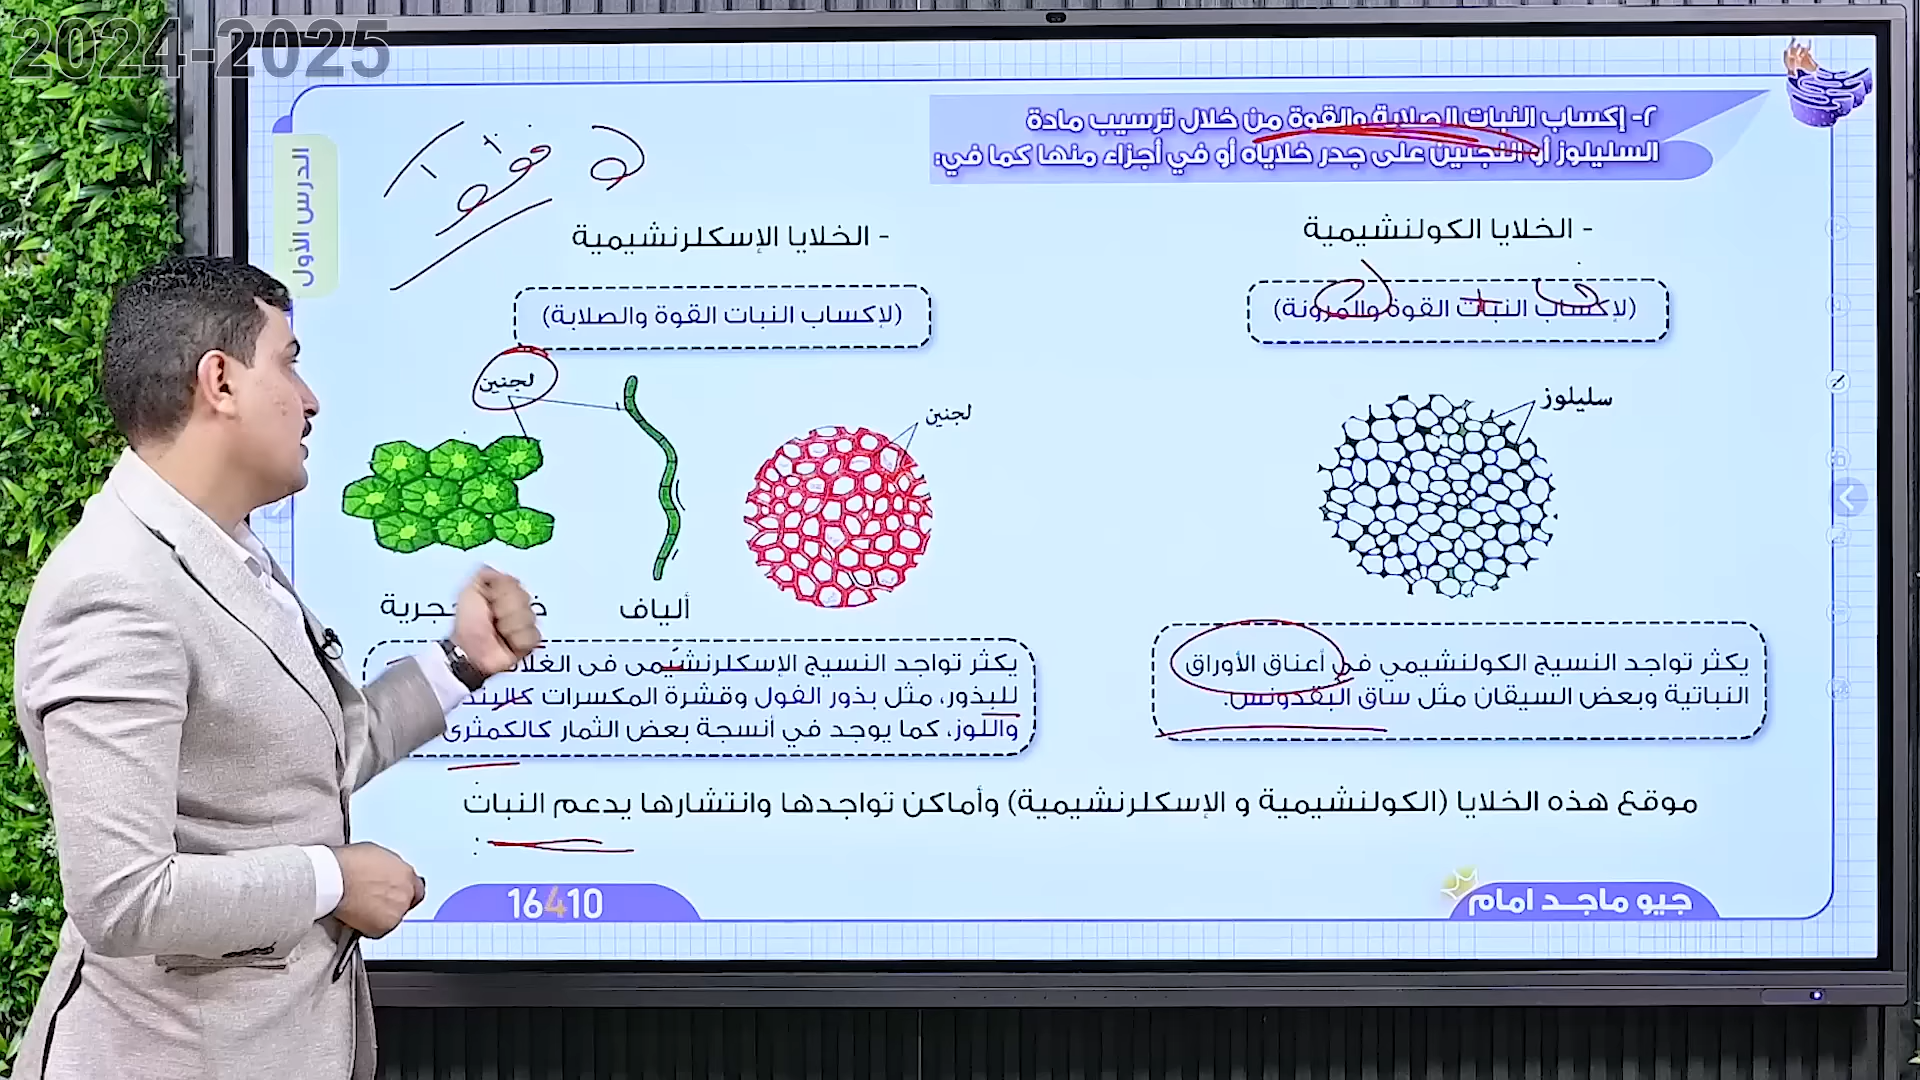 2024-2025
٢- إكساب النبات الصلابة والقوة من خلال ترسيب مادة
السليلوز أو اللجنين على جدر خلاياه أو في أجزاء منها كما في:
الدرس الأول
- الخلايا الكولنشيمية
(لإكساب النبات القوة والمرونة)
سليلوز
يكثر تواجد النسيج الكولنشيمي في أعناق الأوراق
النباتية وبعض السيقان مثل ساق البقدونس.
- الخلايا الإسكلرنشيمية
(لإكساب النبات القوة والصلابة)
لجنين
لجنين
ألياف
حجرية
يكثر تواجد النسيج الإسكلرنشيمى فى
للبذور، مثل بذور الفول وقشرة المكسرات كالبندق
واللوز، كما يوجد في أنسجة بعض الثمار كالكمثرى
موقع هذه الخلايا (الكولنشيمية و الإسكلرنشيمية) وأماكن تواجدها وانتشارها يدعم النبات
:
جيو ماجد امام
16410